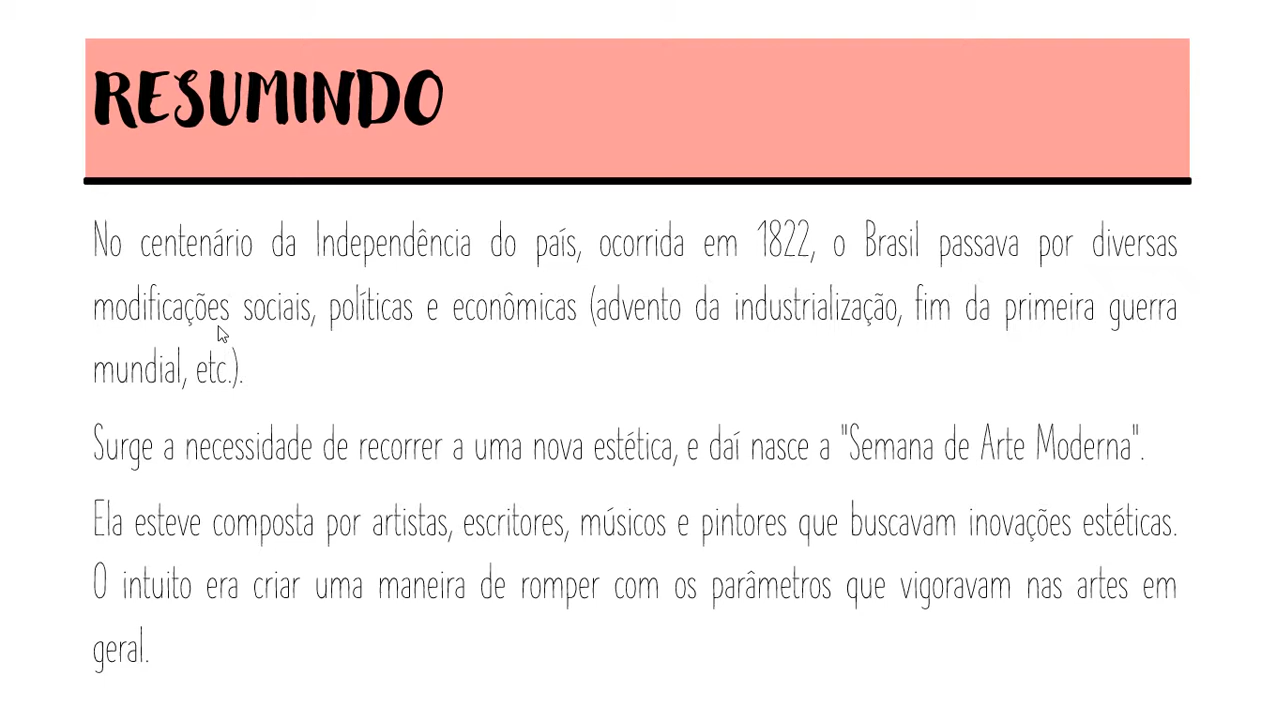 RESUMINDO
No centenário da Independência do país, ocorrida em 1822, o Brasil passava por diversas
modificações sociais, políticas e econômicas (advento da industrialização, fim da primeira guerra
mundial, etc.).
Surge a necessidade de recorrer a uma nova estética, e daí nasce a "Semana de Arte Moderna".
Ela esteve composta por artistas, escritores, músicos e pintores que buscavam inovações estéticas.
O intuito era criar uma maneira de romper com os parâmetros que vigoravam nas artes em
geral.